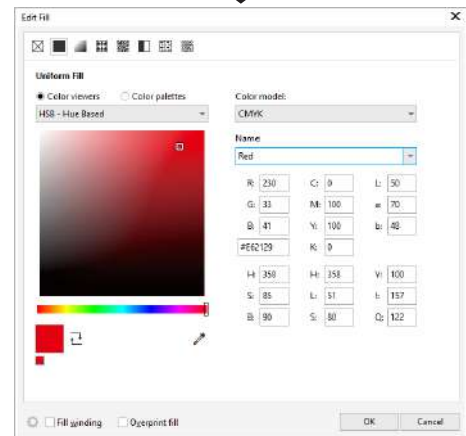 Edit Fill
Uniform Fill
Color viewers
Color palettes
HSB - Hue Based
Color model:
CMYK
Name
Red
R: 230 C: 0 L: 50
G: 33 M: 100 a: 70
B: 41 Y: 100 b: 48
#E62129 K: 0
H: 358 H: 358 Y: 100
S: 85 L: 51 I: 157
B: 90 S: 80 Q: 122
Fill winding
Overprint fill
OK
Cancel